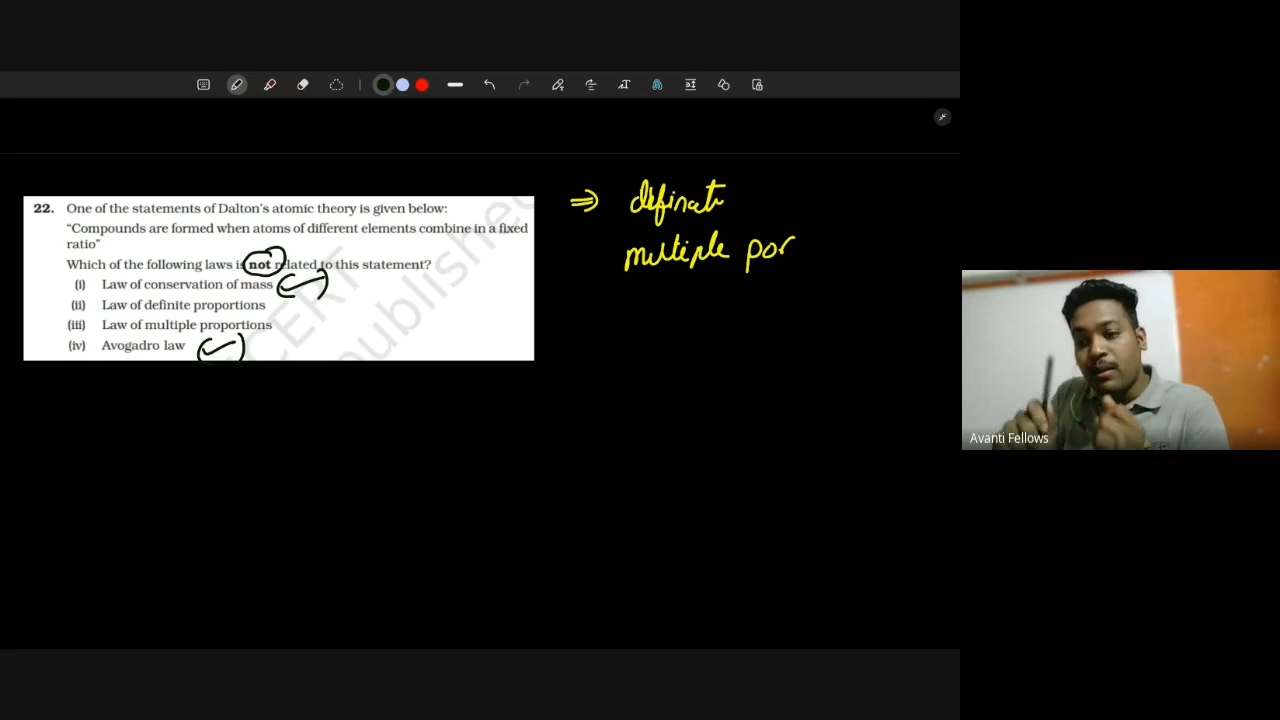 22. One of the statements of Dalton's atomic theory is given below:
"Compounds are formed when atoms of different elements combine in a fixed
ratio"
Which of the following laws is not related to this statement?
(i) Law of conservation of mass
(ii) Law of definite proportions
(iii) Law of multiple proportions
(iv) Avogadro law
⇒ definate
multiple por
Avanti Fellows